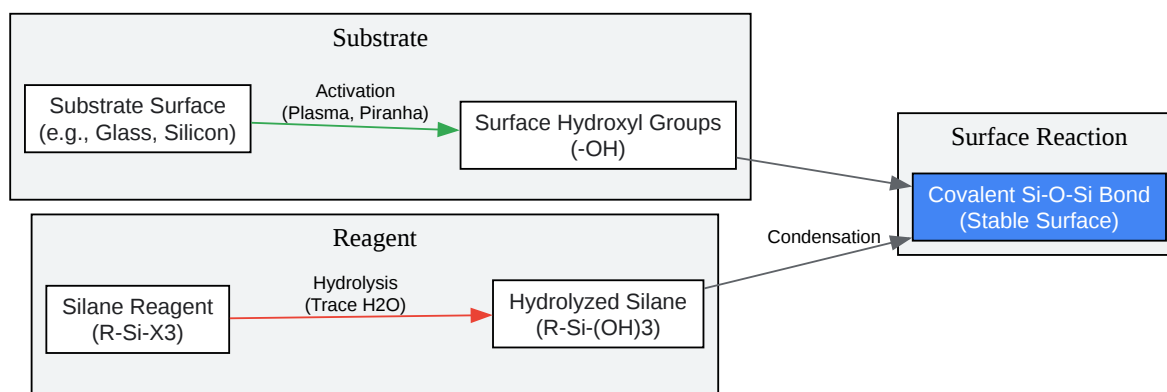 Substrate
Substrate Surface
(e.g., Glass, Silicon)
Activation
(Plasma, Piranha)
Surface Hydroxyl Groups
(-OH)
Reagent
Silane Reagent
(R-Si-X3)
Hydrolysis
(Trace H2O)
Hydrolyzed Silane
(R-Si-(OH)3)
Condensation
Surface Reaction
Covalent Si-O-Si Bond
(Stable Surface)